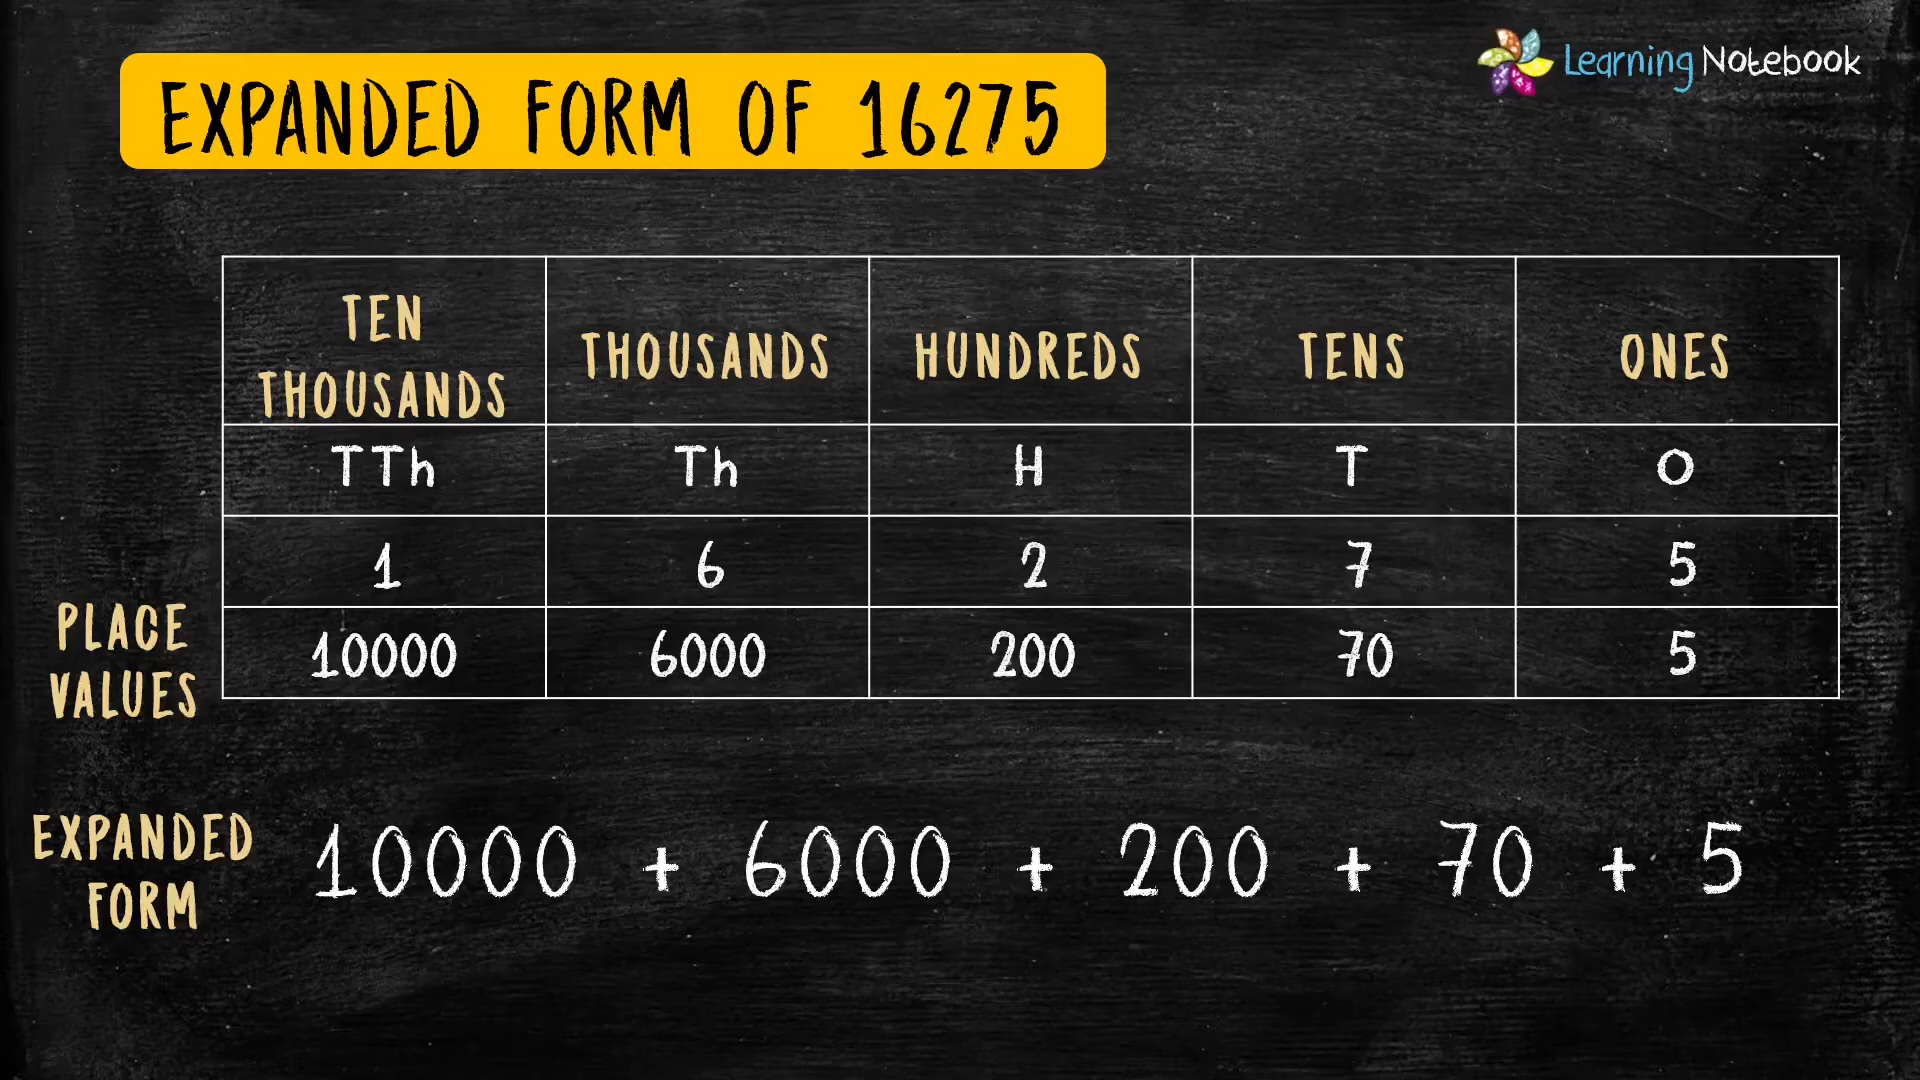 EXPANDED FORM OF 16275
Learning Notebook
TEN THOUSANDS THOUSANDS HUNDREDS TENS ONES
TTh Th H T O
1 6 2 7 5
PLACE VALUES 10000 6000 200 70 5
EXPANDED FORM 10000 + 6000 + 200 + 70 + 5